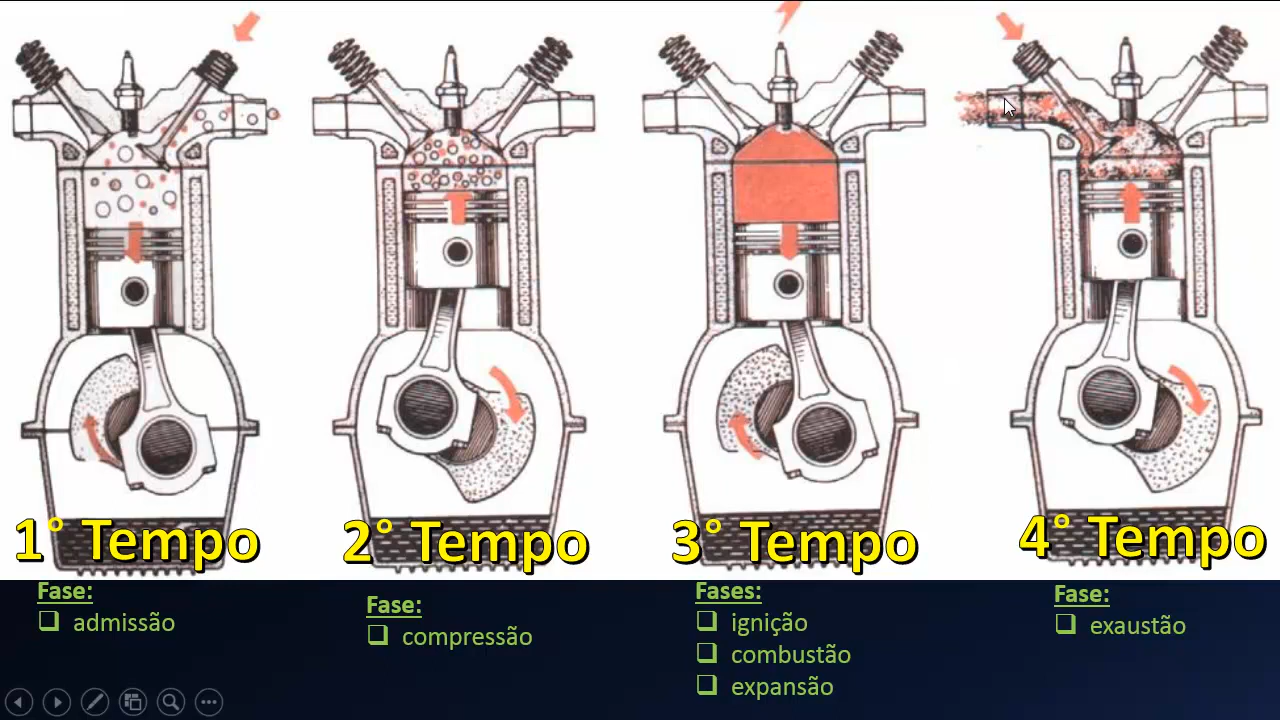 1° Tempo
2° Tempo
3° Tempo
4° Tempo
Fase:
admissão
Fase:
compressão
Fases:
ignição
combustão
expansão
Fase:
exaustão